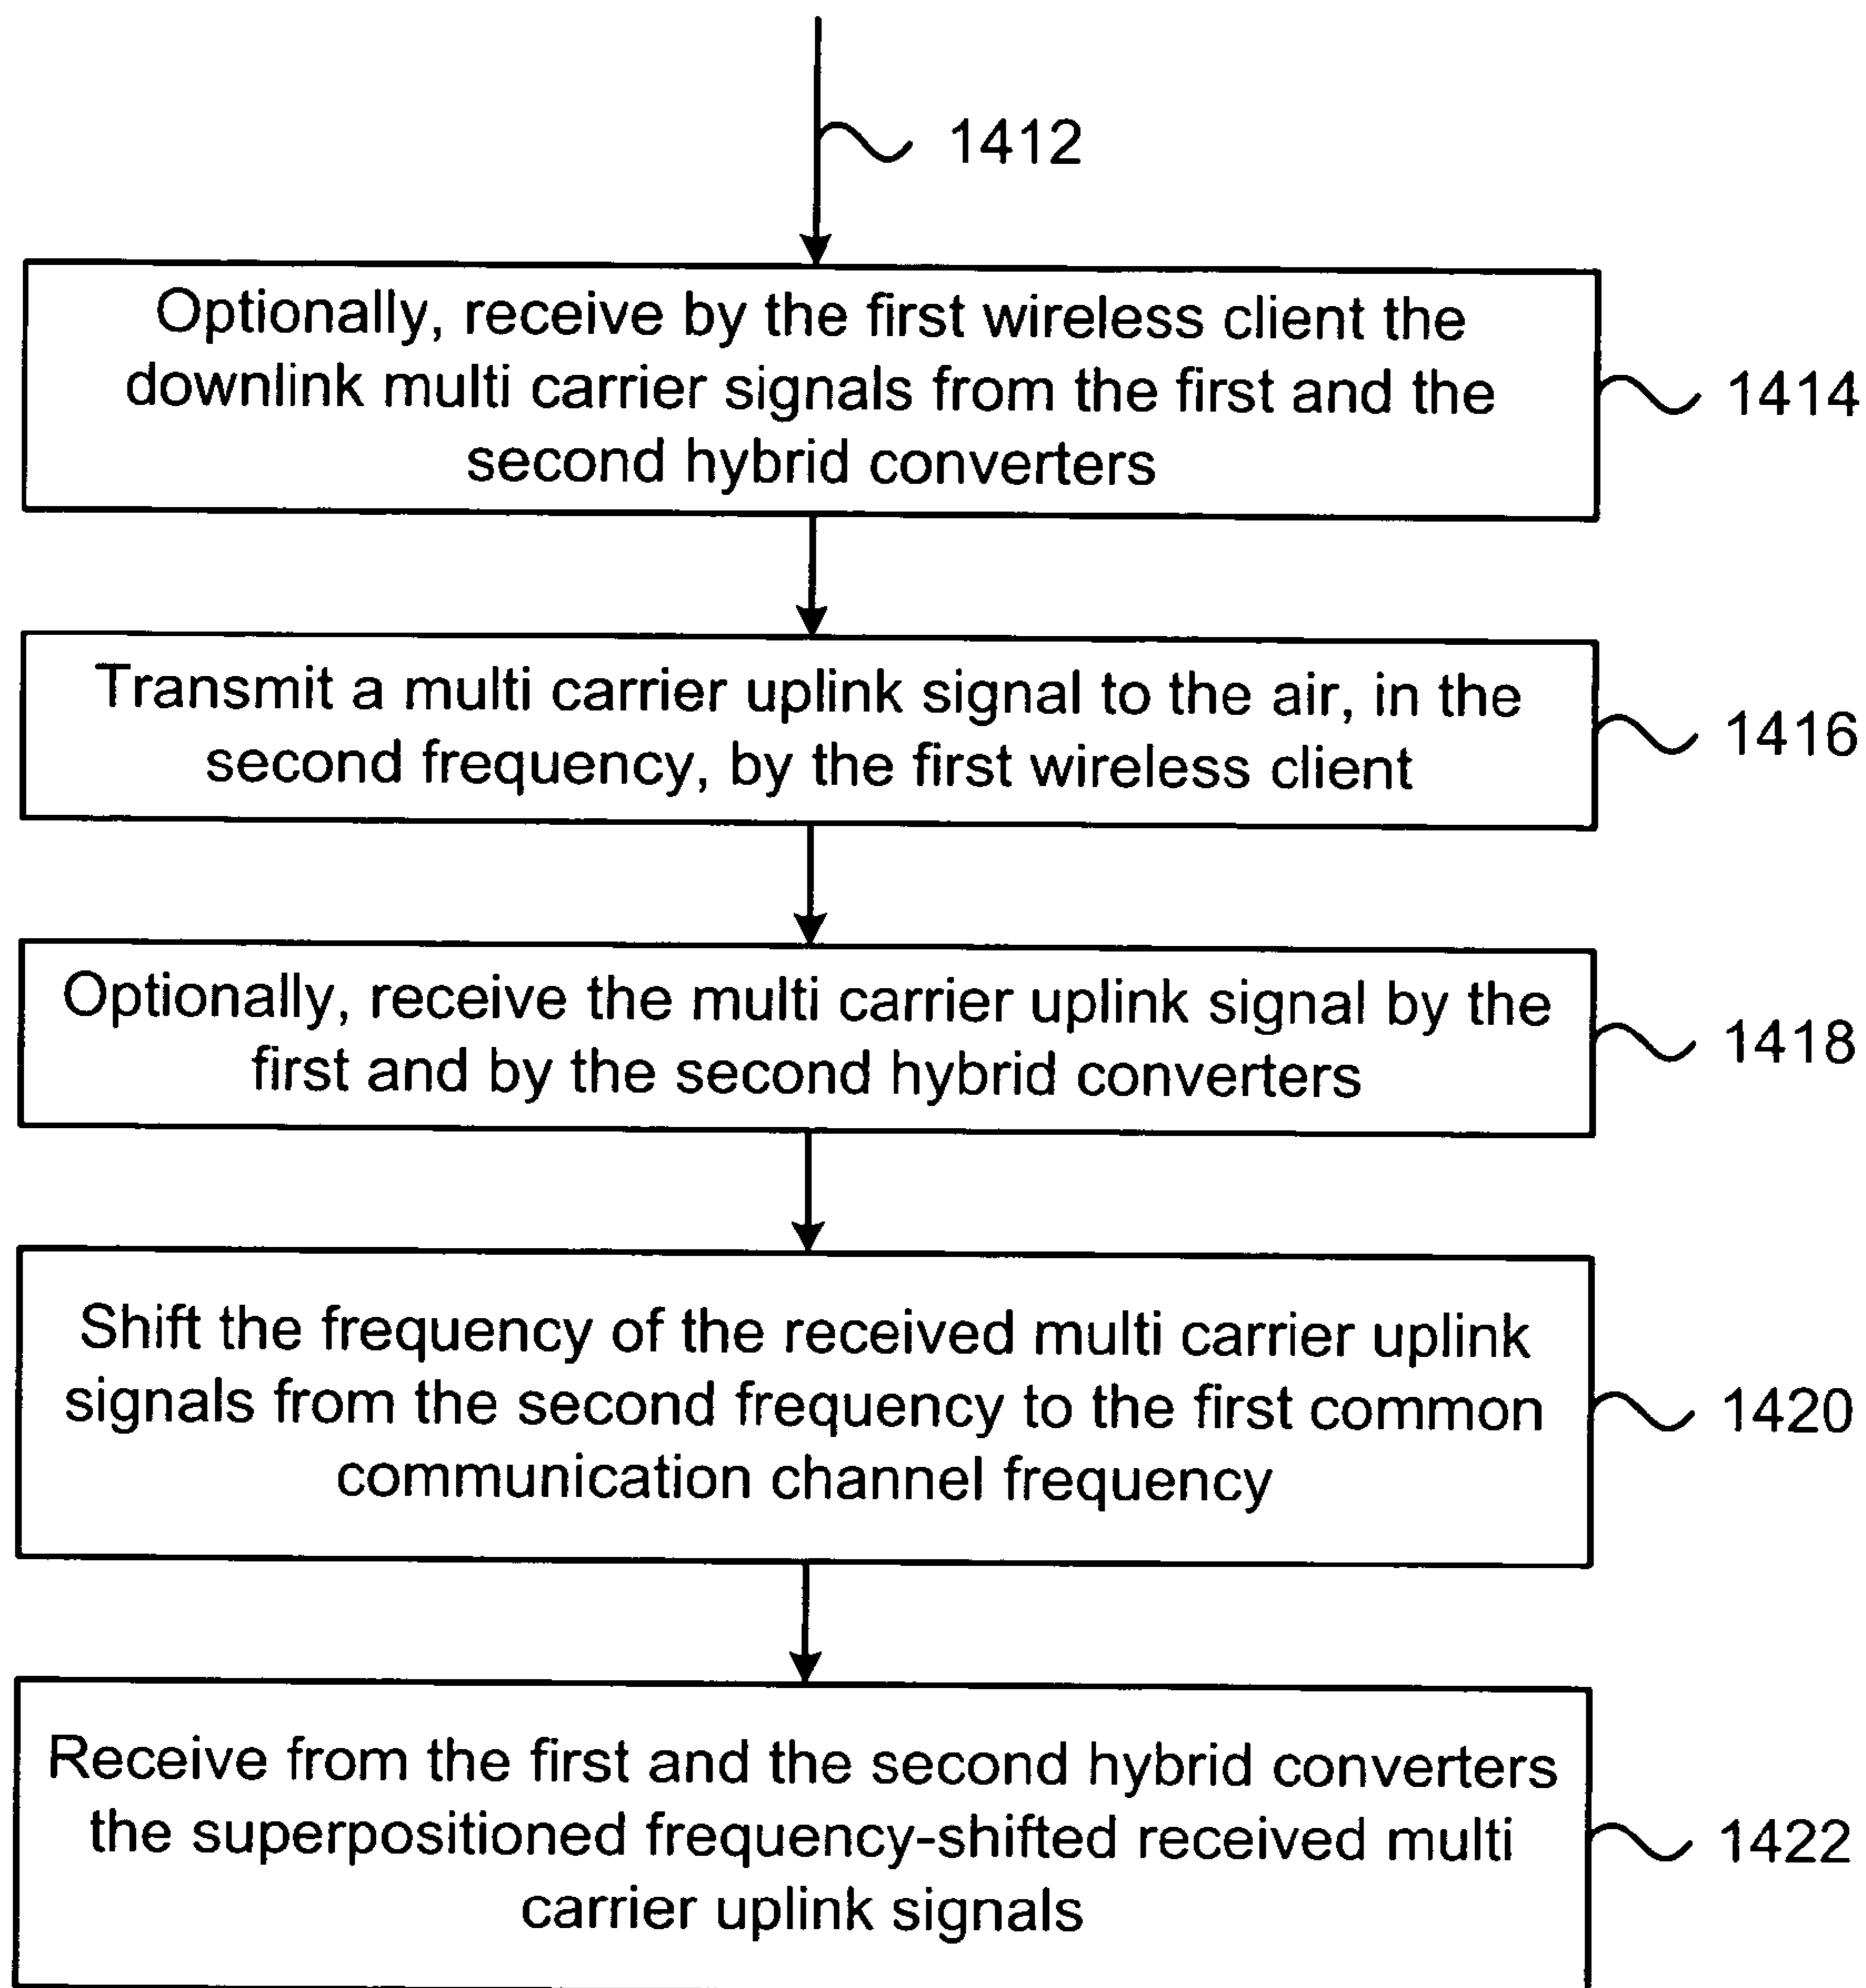 1412
Optionally, receive by the first wireless client the
downlink multi carrier signals from the first and the
second hybrid converters
1414
Transmit a multi carrier uplink signal to the air, in the
second frequency, by the first wireless client
1416
Optionally, receive the multi carrier uplink signal by the
first and by the second hybrid converters
1418
Shift the frequency of the received multi carrier uplink
signals from the second frequency to the first common
communication channel frequency
1420
Receive from the first and the second hybrid converters
the superpositioned frequency-shifted received multi
carrier uplink signals
1422